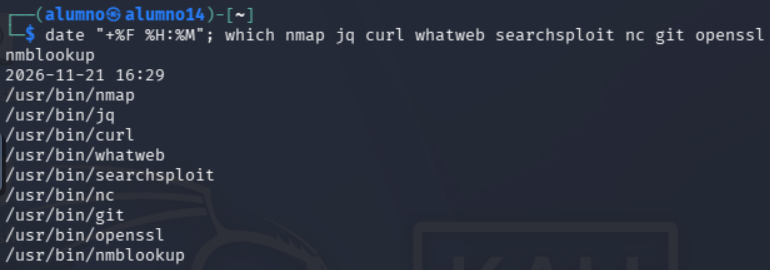 ┌──(alumno㉿alumno14)-[~]
└─$ date "+%F %H:%M"; which nmap jq curl whatweb searchsploit nc git openssl
nmblookup
2026-11-21 16:29
/usr/bin/nmap
/usr/bin/jq
/usr/bin/curl
/usr/bin/whatweb
/usr/bin/searchsploit
/usr/bin/nc
/usr/bin/git
/usr/bin/openssl
/usr/bin/nmblookup
KALI